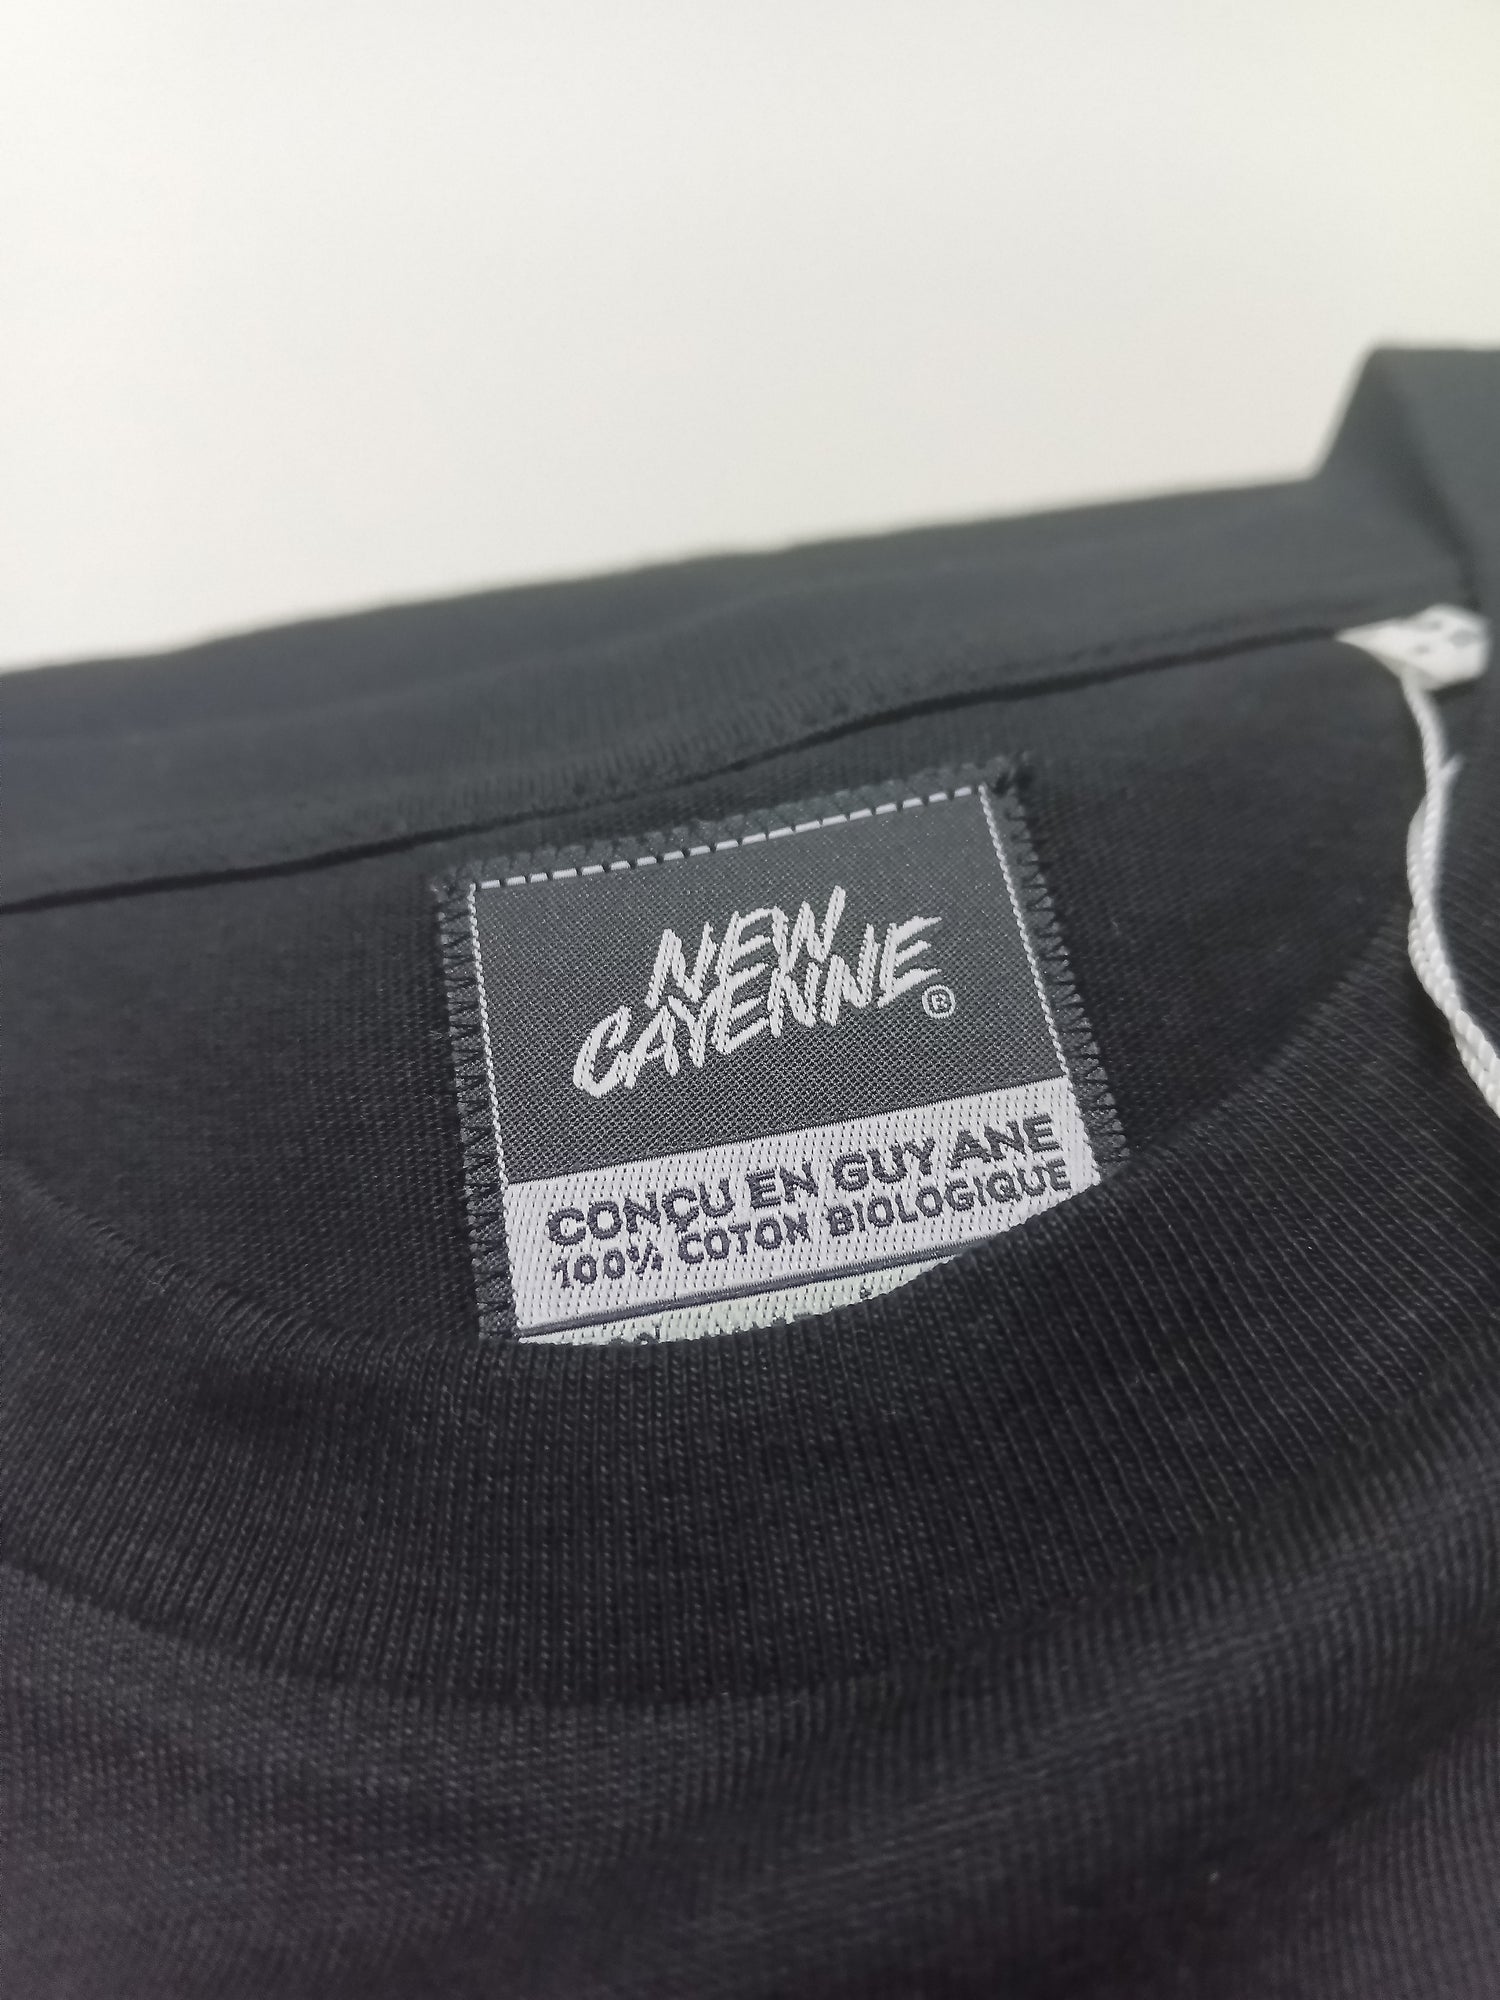 NEW
CAYENNE ®
CONÇU EN GUYANE
100% COTON BIOLOGIQUE